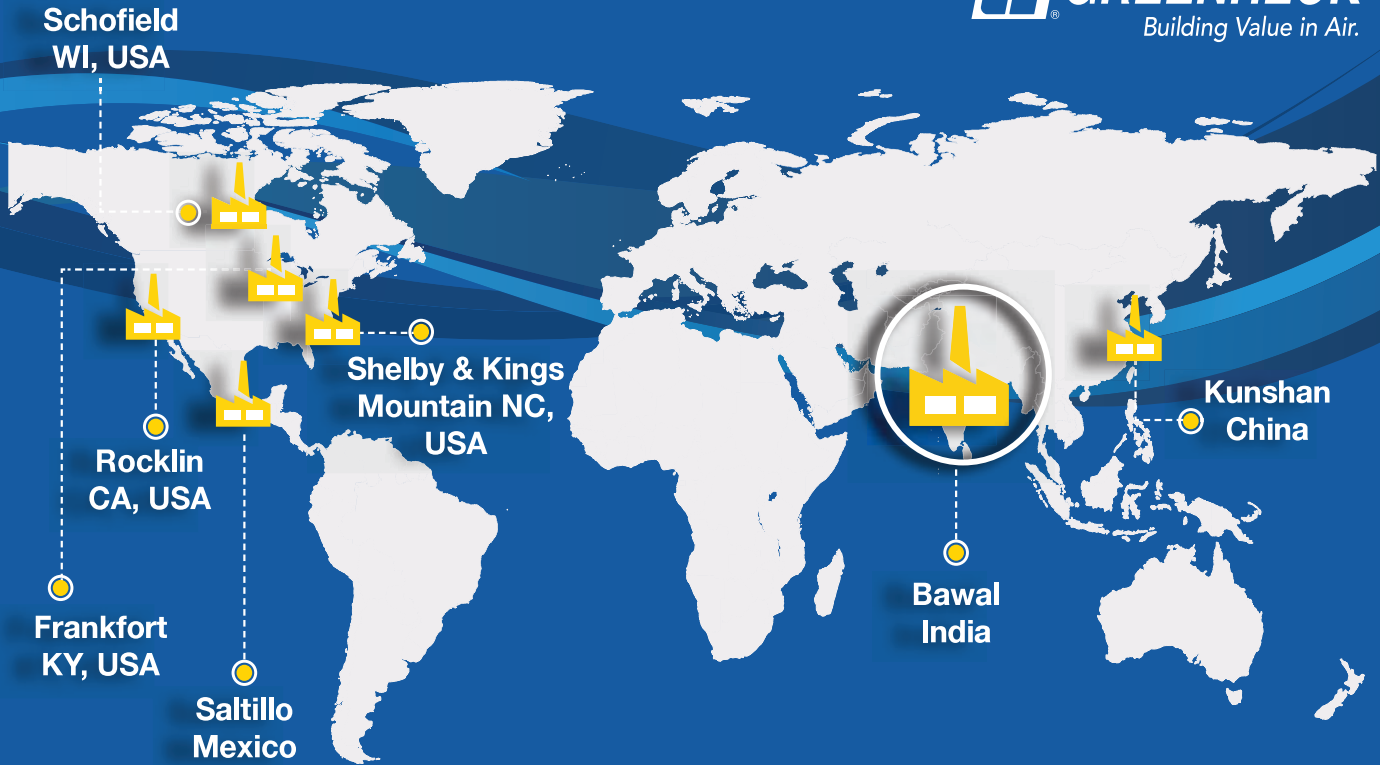 GREENHECK
®
Building Value in Air.
Schofield
WI, USA
Shelby & Kings
Mountain NC,
USA
Kunshan
China
Rocklin
CA, USA
Bawal
India
Frankfort
KY, USA
Saltillo
Mexico